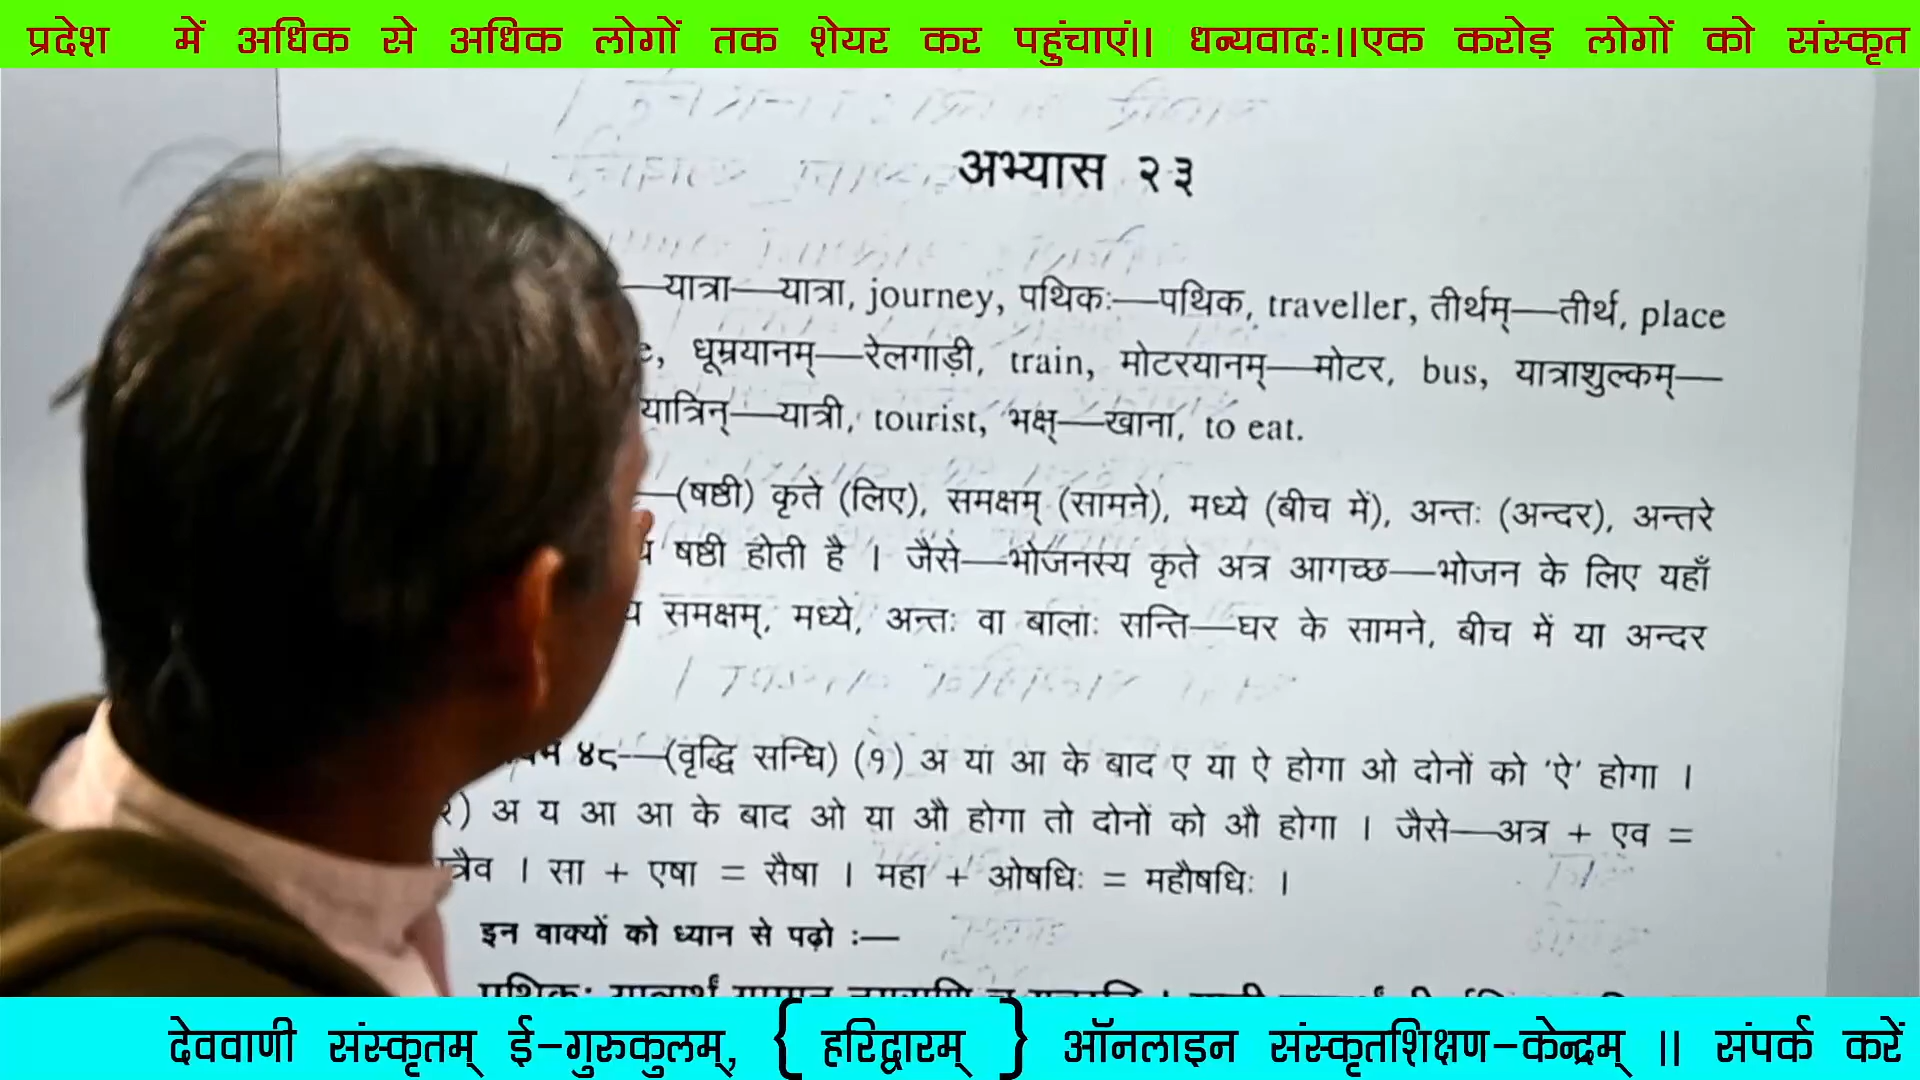 प्रदेश में अधिक से अधिक लोगों तक शेयर कर पहुंचाएं|| धन्यवादः||एक करोड़ लोगों को संस्कृत
अभ्यास २३
—यात्रा—यात्रा, journey, पथिकः—पथिक, traveller, तीर्थम्—तीर्थ, place
धूम्रयानम्—रेलगाड़ी, train, मोटरयानम्—मोटर, bus, यात्राशुल्कम्—
यात्रिन्—यात्री, tourist, भक्ष्—खाना, to eat.
—(षष्ठी) कृते (लिए), समक्षम् (सामने), मध्ये (बीच में), अन्तः (अन्दर), अन्तरे
षष्ठी होती है । जैसे—भोजनस्य कृते अत्र आगच्छ—भोजन के लिए यहाँ
समक्षम्, मध्ये, अन्तः वा बालाः सन्ति—घर के सामने, बीच में या अन्दर
४८—(वृद्धि सन्धि) (१) अ या आ के बाद ए या ऐ होगा ओ दोनों को 'ऐ' होगा ।
) अ य आ आ के बाद ओ या औ होगा तो दोनों को औ होगा । जैसे—अत्र + एव =
त्रैव । सा + एषा = सैषा । महा + ओषधिः = महौषधिः ।
इन वाक्यों को ध्यान से पढ़ो :—
देववाणी संस्कृतम् ई-गुरुकुलम्, { हरिद्वारम् } ऑनलाइन संस्कृतशिक्षण-केन्द्रम् || संपर्क करें